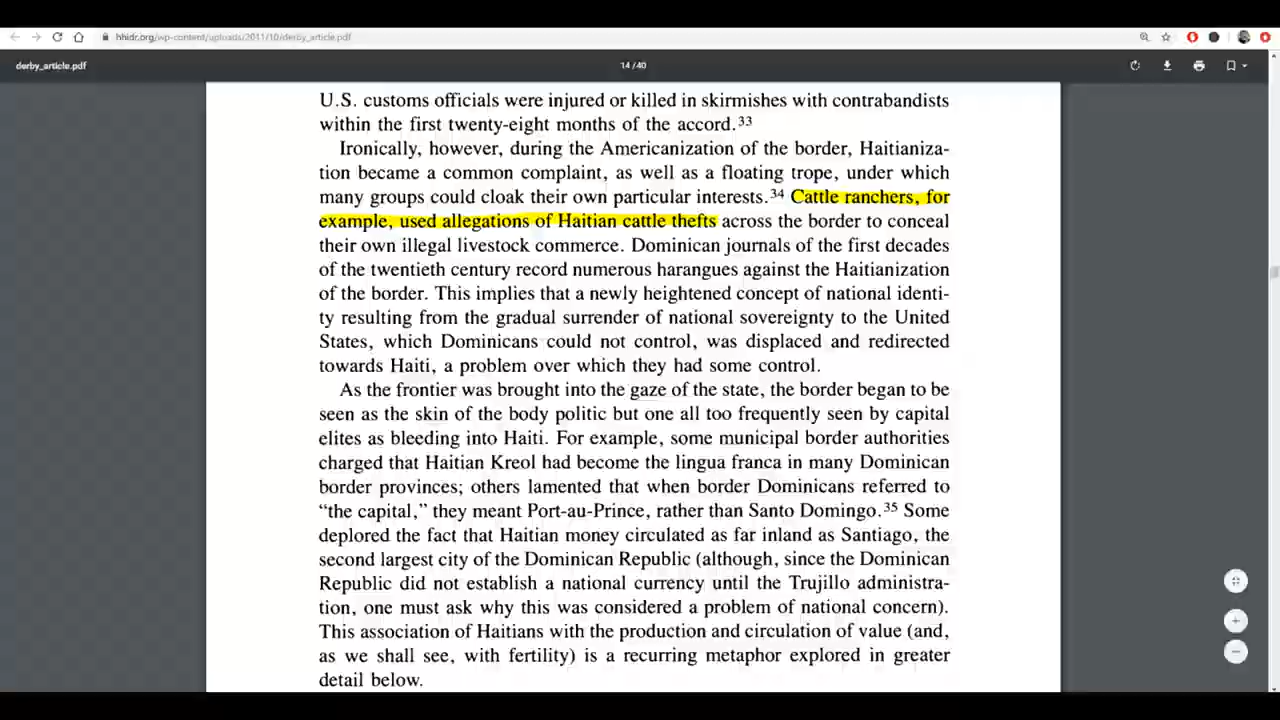 hhidr.org/wp-content/uploads/2011/10/derby_article.pdf
derby_article.pdf
14 / 40
U.S. customs officials were injured or killed in skirmishes with contrabandists
within the first twenty-eight months of the accord.33
Ironically, however, during the Americanization of the border, Haitianiza-
tion became a common complaint, as well as a floating trope, under which
many groups could cloak their own particular interests.34 Cattle ranchers, for
example, used allegations of Haitian cattle thefts across the border to conceal
their own illegal livestock commerce. Dominican journals of the first decades
of the twentieth century record numerous harangues against the Haitianization
of the border. This implies that a newly heightened concept of national identi-
ty resulting from the gradual surrender of national sovereignty to the United
States, which Dominicans could not control, was displaced and redirected
towards Haiti, a problem over which they had some control.
As the frontier was brought into the gaze of the state, the border began to be
seen as the skin of the body politic but one all too frequently seen by capital
elites as bleeding into Haiti. For example, some municipal border authorities
charged that Haitian Kreol had become the lingua franca in many Dominican
border provinces; others lamented that when border Dominicans referred to
“the capital,” they meant Port-au-Prince, rather than Santo Domingo.35 Some
deplored the fact that Haitian money circulated as far inland as Santiago, the
second largest city of the Dominican Republic (although, since the Dominican
Republic did not establish a national currency until the Trujillo administra-
tion, one must ask why this was considered a problem of national concern).
This association of Haitians with the production and circulation of value (and,
as we shall see, with fertility) is a recurring metaphor explored in greater
detail below.